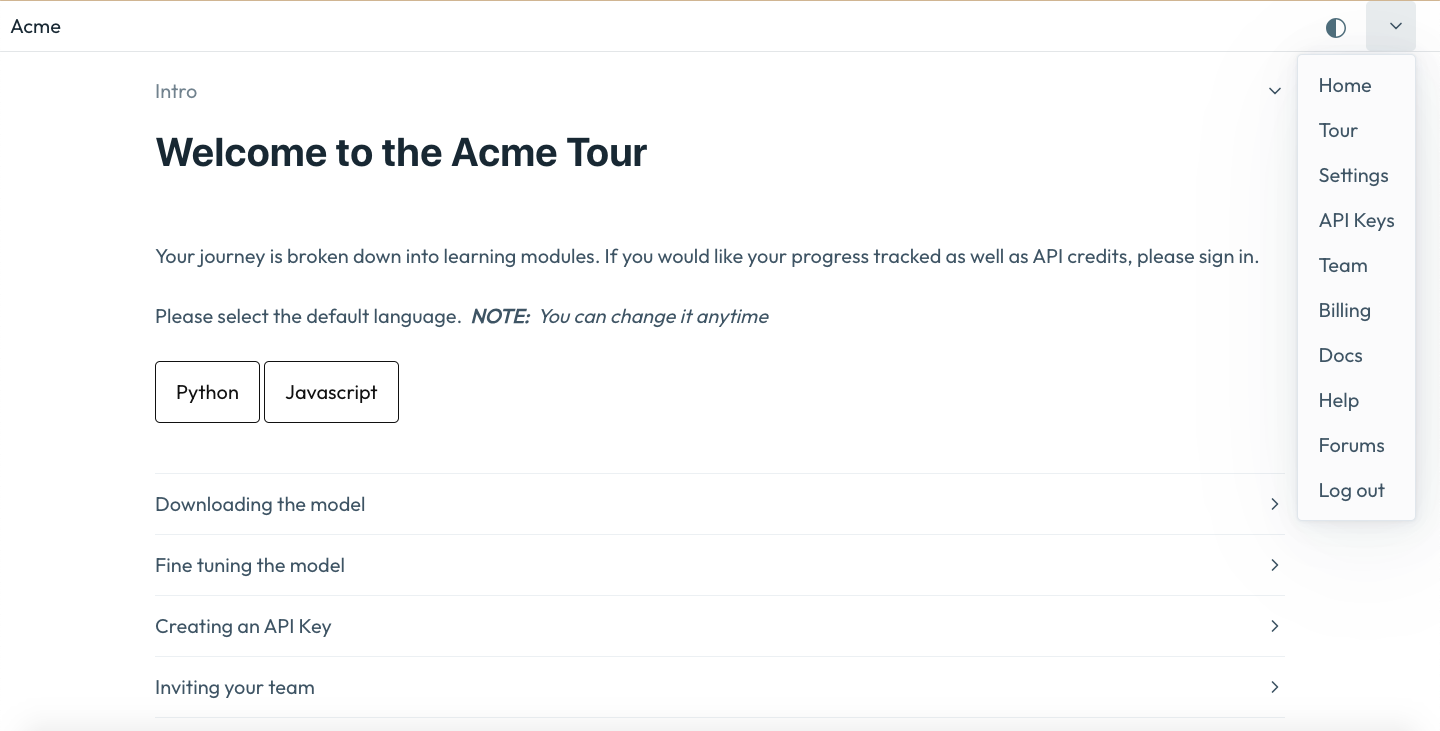 Acme
Home
Tour
Settings
API Keys
Team
Billing
Docs
Help
Forums
Log out
Intro
Welcome to the Acme Tour
Your journey is broken down into learning modules. If you would like your progress tracked as well as API credits, please sign in.
Please select the default language. NOTE: You can change it anytime
Python
Javascript
Downloading the model
Fine tuning the model
Creating an API Key
Inviting your team